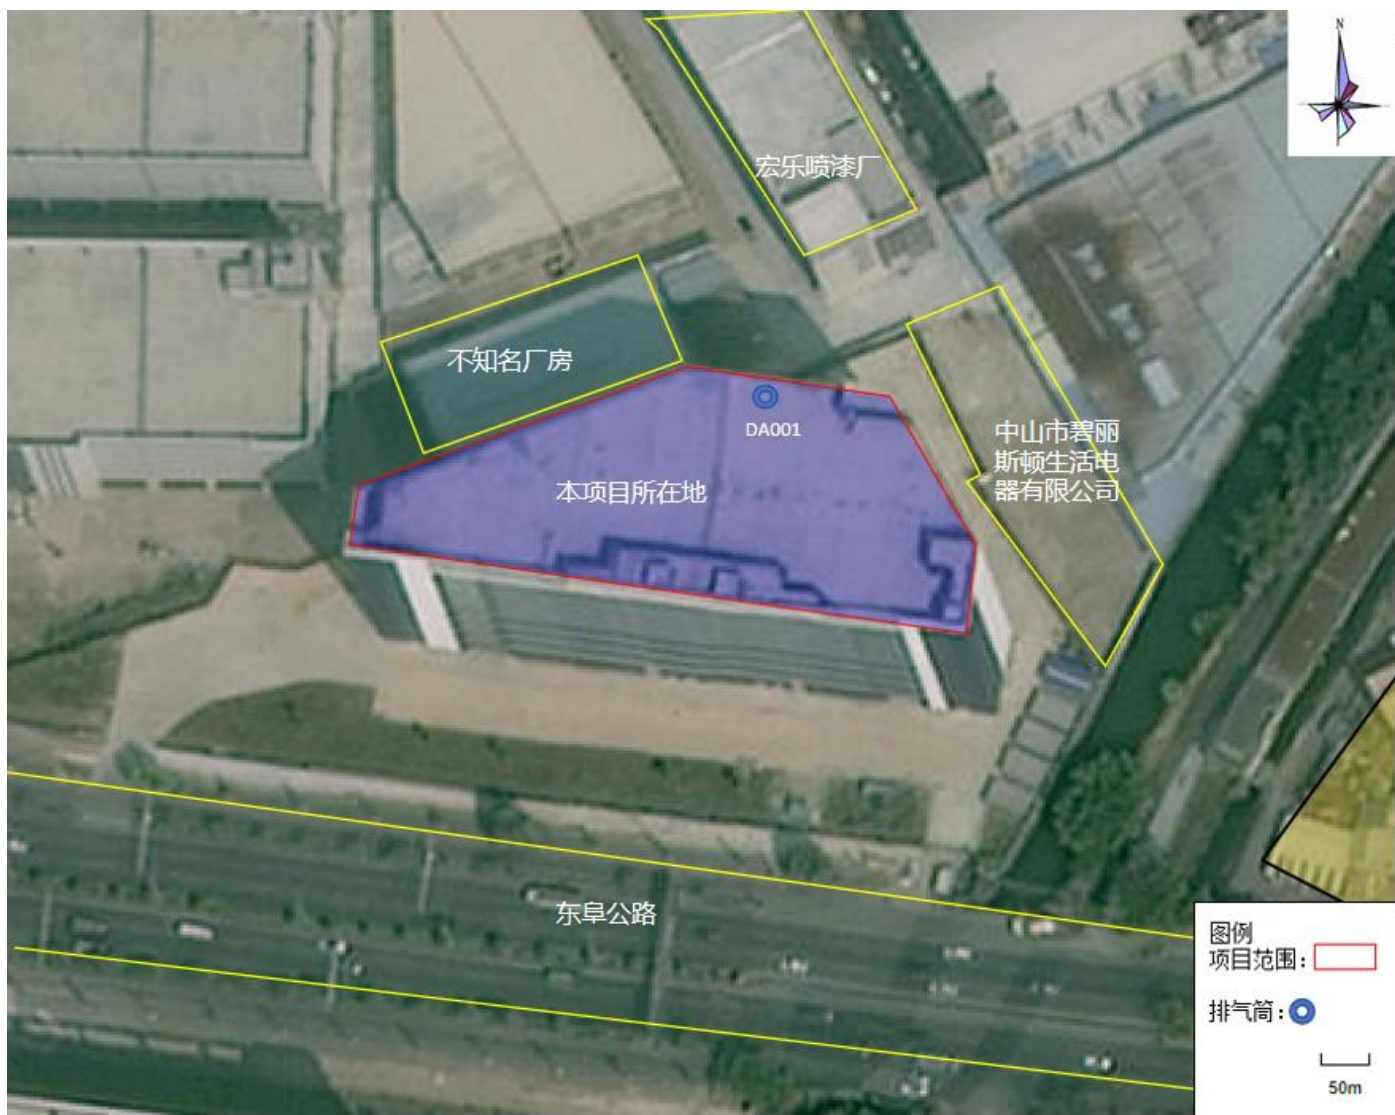 N
宏乐喷漆厂
不知名厂房
DA001
中山市碧丽
斯顿生活电
器有限公司
本项目所在地
东阜公路
图例
项目范围：
排气筒：
50m